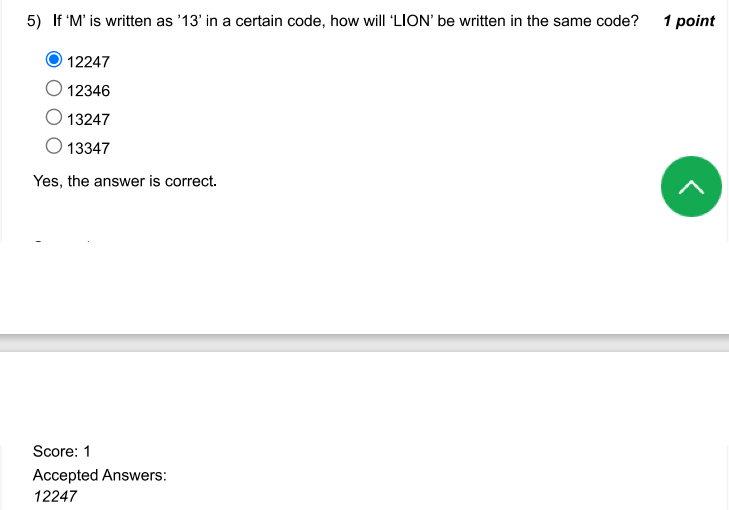 5) If ‘M’ is written as ’13’ in a certain code, how will ‘LION’ be written in the same code? 1 point
12247
12346
13247
13347
Yes, the answer is correct.
Score: 1
Accepted Answers:
12247